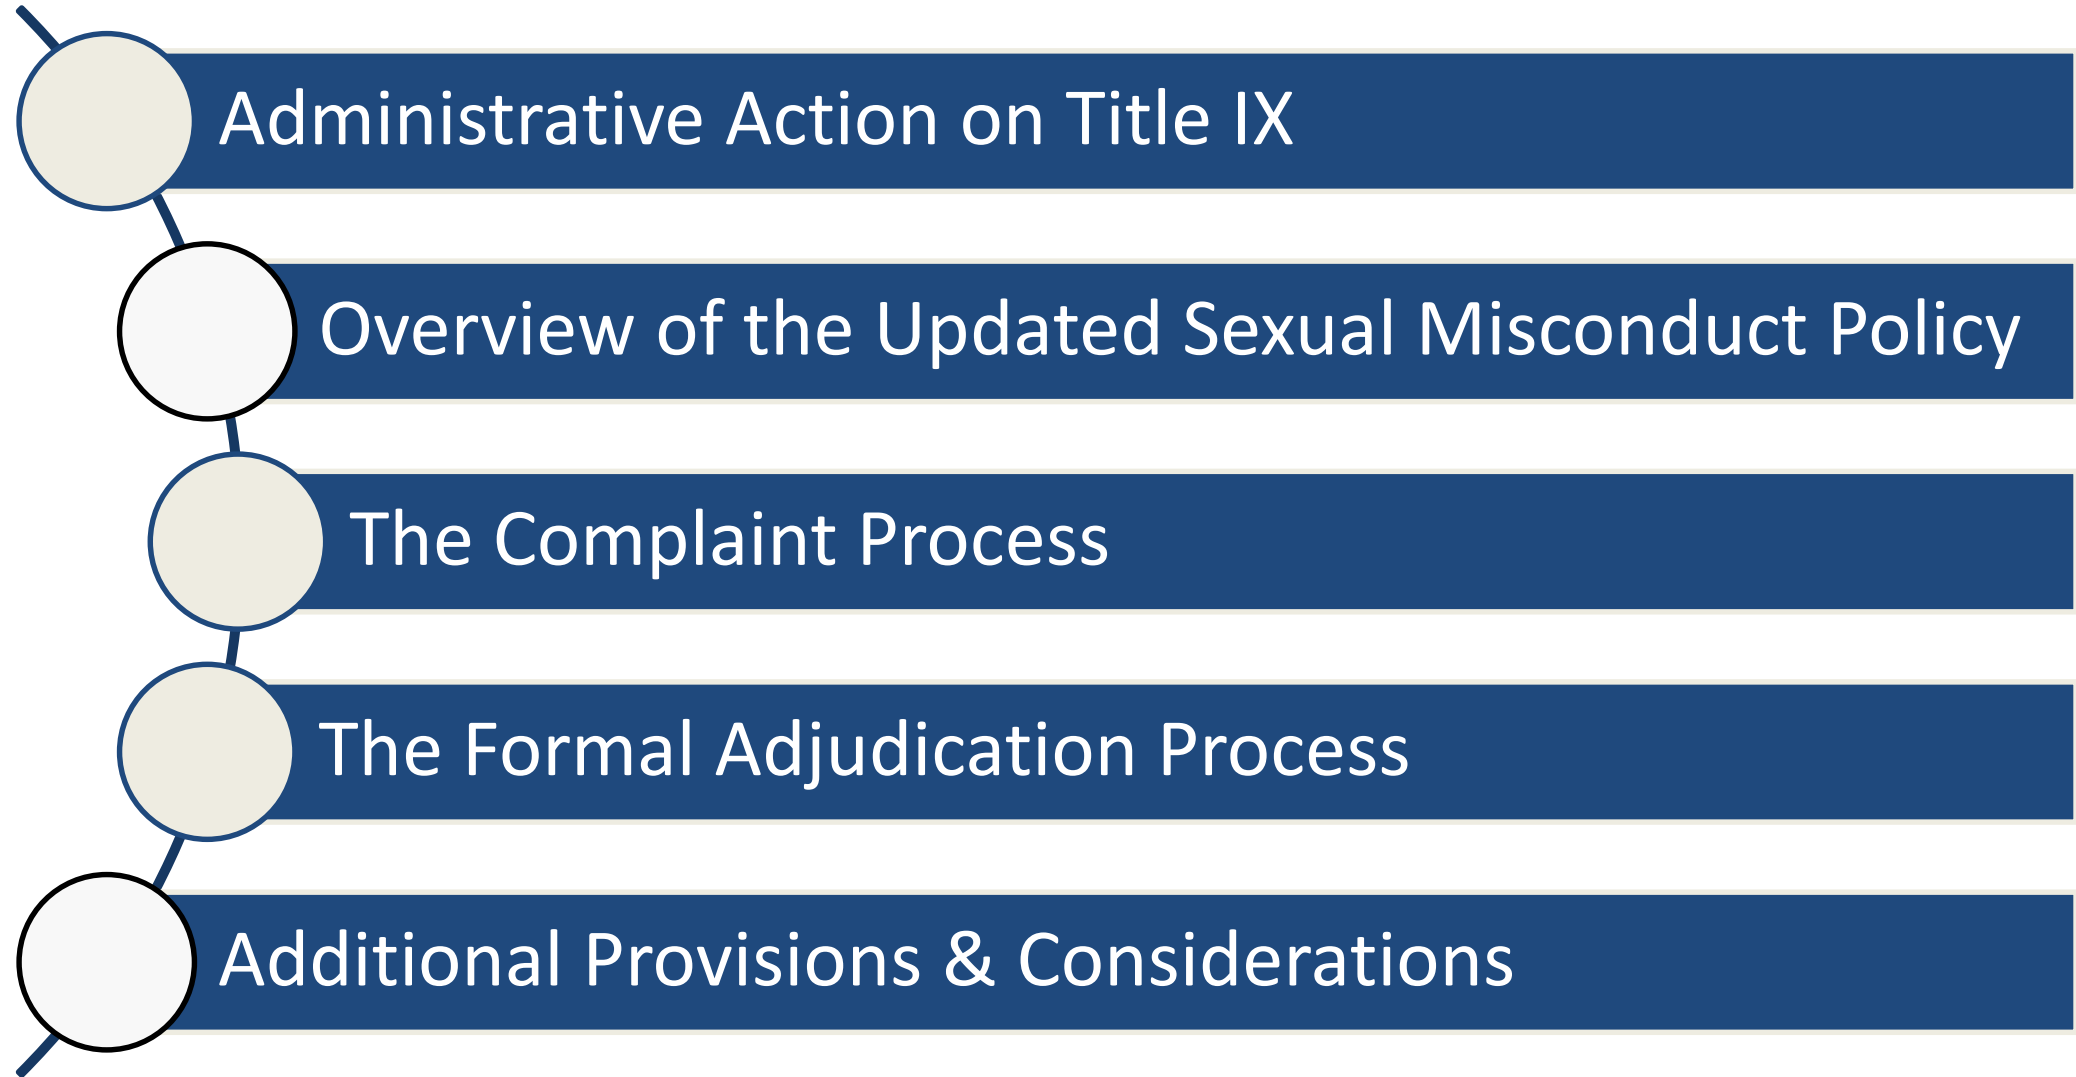 Administrative Action on Title IX
Overview of the Updated Sexual Misconduct Policy
The Complaint Process
The Formal Adjudication Process
Additional Provisions & Considerations